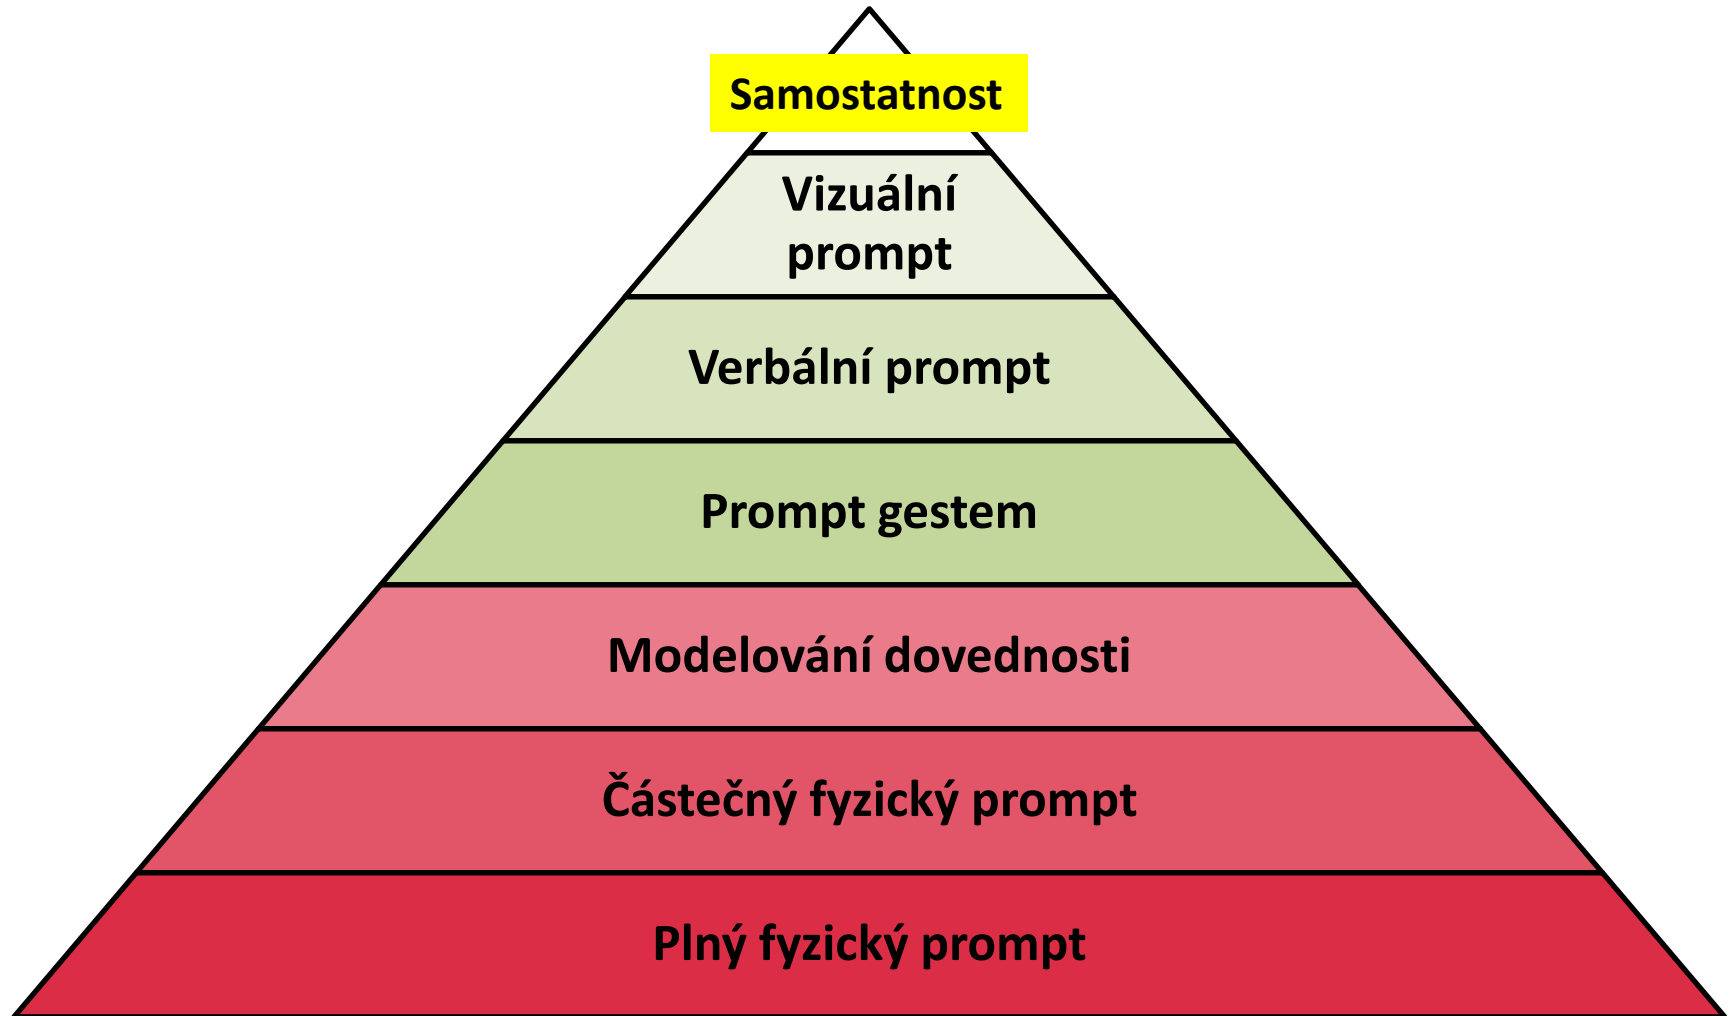 Samostatnost
Vizuální
prompt
Verbální prompt
Prompt gestem
Modelování dovednosti
Částečný fyzický prompt
Plný fyzický prompt